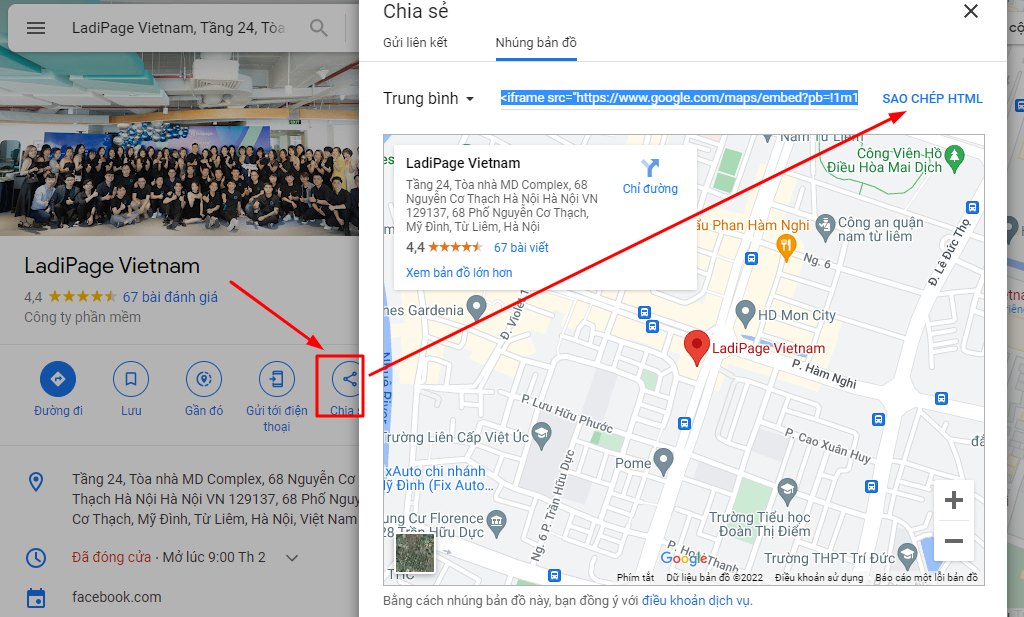 LadiPage Vietnam, Tầng 24, Tòa
LadiPage Vietnam
4,4
67 bài đánh giá
Công ty phần mềm
Đường đi
Lưu
Gần đó
Gửi tới điện
thoại
Chia
Tầng 24, Tòa nhà MD Complex, 68 Nguyễn Cơ
Thạch Hà Nội Hà Nội VN 129137, 68 Phố Nguyễn
Cơ Thạch, Mỹ Đình, Từ Liêm, Hà Nội, Việt Nam
Đã đóng cửa · Mở lúc 9:00 Th 2
facebook.com
Chia sẻ
Gửi liên kết
Nhúng bản đồ
Trung bình
<iframe src="https://www.google.com/maps/embed?pb=!1m1
SAO CHÉP HTML
LadiPage Vietnam
Tầng 24, Tòa nhà MD Complex, 68
Nguyễn Cơ Thạch Hà Nội Hà Nội VN
129137, 68 Phố Nguyễn Cơ Thạch,
Mỹ Đình, Từ Liêm, Hà Nội
Chỉ đường
4,4
67 bài viết
Xem bản đồ lớn hơn
Nam Từ Liêm
Công Viên Hồ
Điều Hòa Mai Dịch
ẩu Phan Hàm Nghi
Công an quận
nam từ liêm
Ng. 6
Đ. Lê Đức Thọ
nes Gardenia
Đ. Violet 1
HD Mon City
LadiPage Vietnam
P. Hàm Nghi
P. Lưu Hữu Phước
Trường Liên Cấp Việt Úc
P. Cao Xuân Huy
Pome
ixAuto chi nhánh
Mỹ Đình (Fix Auto...
Ng. 6 P. Trần Hữu Dực
ung Cư Florence
28 Trần Hữu Dực
Trường Tiểu học
Đoàn Thị Điểm
Google
Trường THPT Trí Đức
Phím tắt
Dữ liệu bản đồ ©2022
Điều khoản sử dụng
Báo cáo một lỗi bản đồ
Bằng cách nhúng bản đồ này, bạn đồng ý với điều khoản dịch vụ.